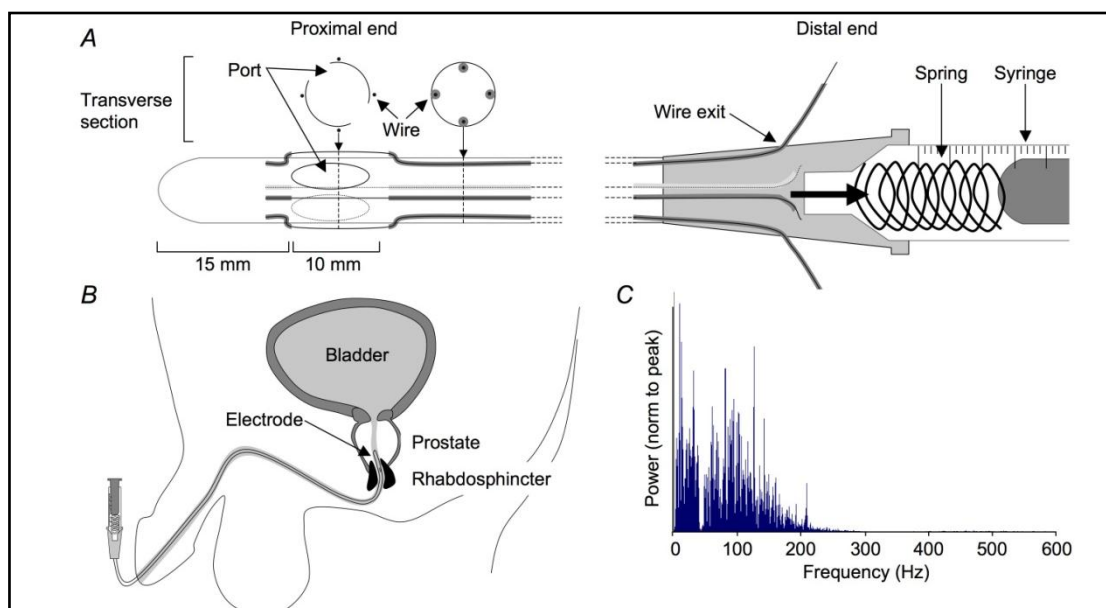 A
Proximal end
Distal end
Port
Spring
Syringe
Transverse
section
Wire
Wire exit
15 mm
10 mm
B
Bladder
Electrode
Prostate
Rhabdosphincter
C
Power (norm to peak)
0
100
200
300
400
500
600
Frequency (Hz)